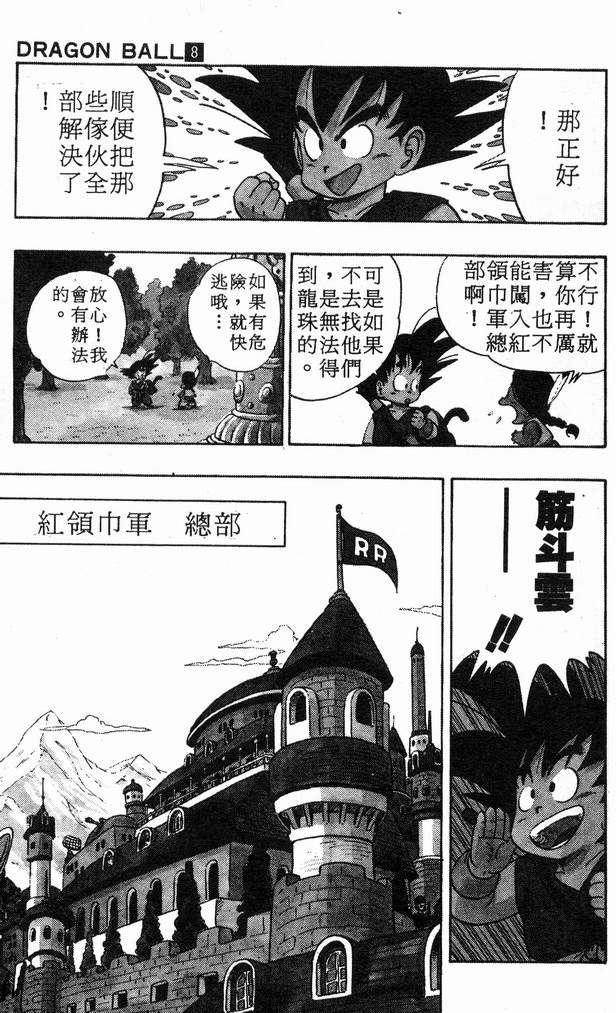 DRAGON BALL 8
那正好
！
順便把那
些傢伙全
部解決了
！
不行！就
算你再厲
害，也不
能闖入紅
領巾軍總
部啊！
可是如果
不去找他們
，是無法得
到龍珠的。
如果有危
險，就快
逃哦…
放心！我
會有辦法
的。
筋斗雲——
!!
紅領巾軍　總部
RR